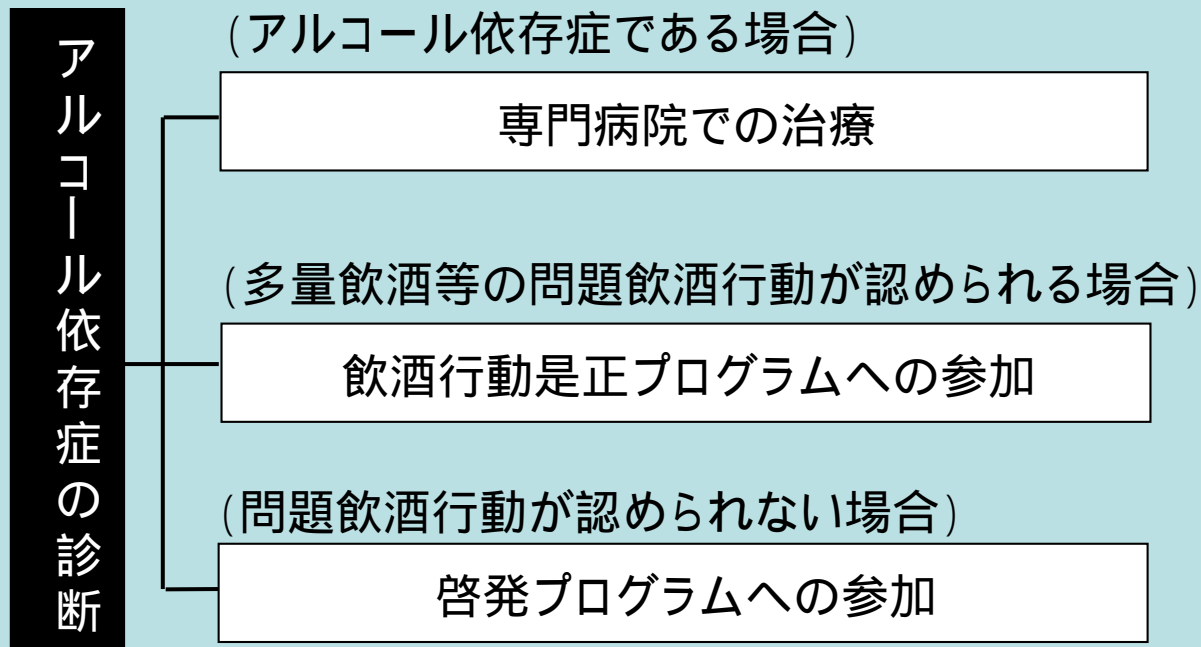 アルコール依存症の診断
(アルコール依存症である場合)
専門病院での治療
(多量飲酒等の問題飲酒行動が認められる場合)
飲酒行動是正プログラムへの参加
(問題飲酒行動が認められない場合)
啓発プログラムへの参加